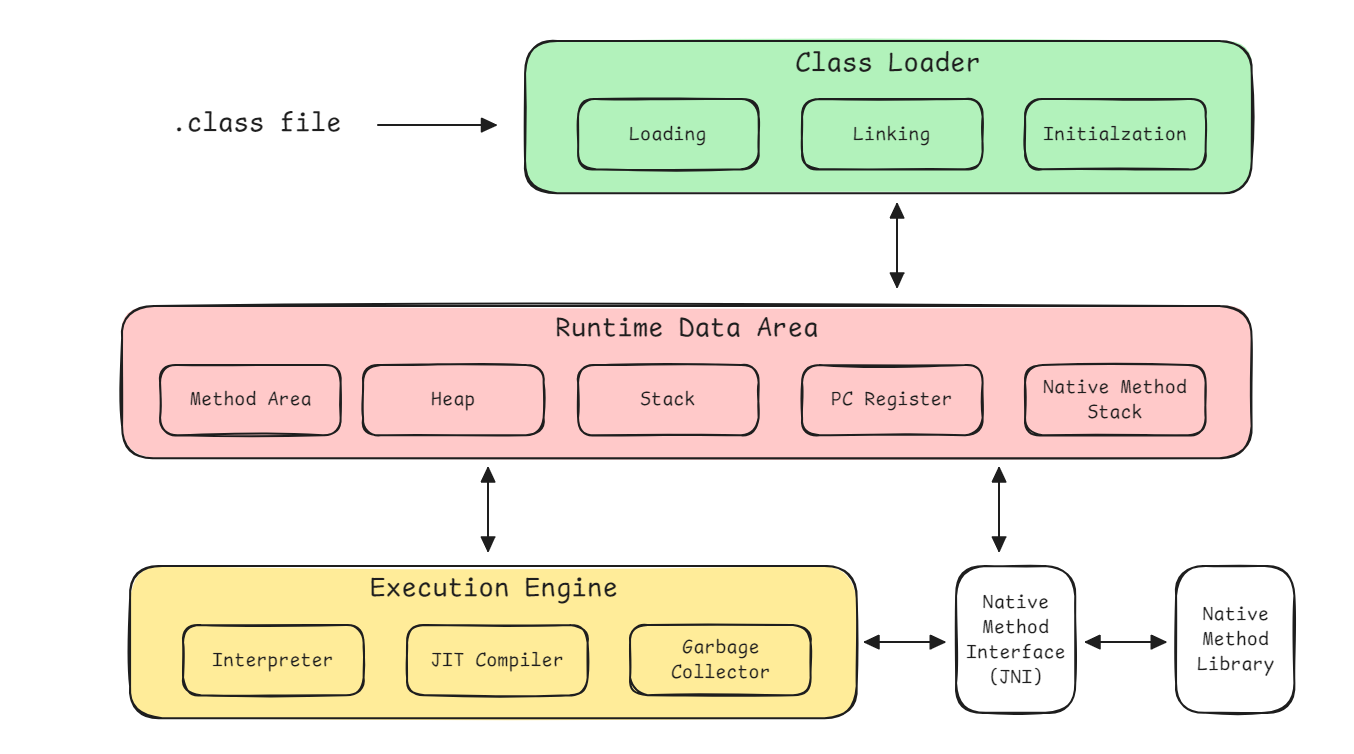 Class Loader
.class file
Loading
Linking
Initialzation
Runtime Data Area
Method Area
Heap
Stack
PC Register
Native Method
Stack
Execution Engine
Interpreter
JIT Compiler
Garbage
Collector
Native
Method
Interface
(JNI)
Native
Method
Library